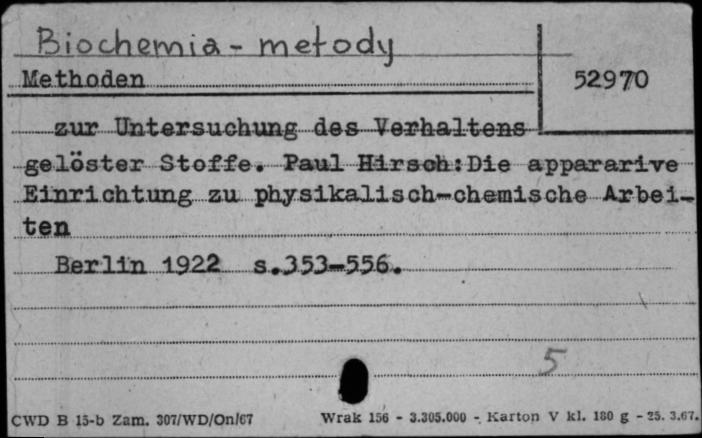 Biochemia - metody
Methoden
52970
zur Untersuchung des Verhaltens
gelöster Stoffe. Paul Hirsch:Die appararive
Einrichtung zu physikalisch-chemische Arbei-
ten
Berlin 1922 s.353-556.
5
CWD B 15-b Zam. 307/WD/On/67 Wrak 156 - 3.305.000 - Karton V kl. 180 g - 25. 3.67.